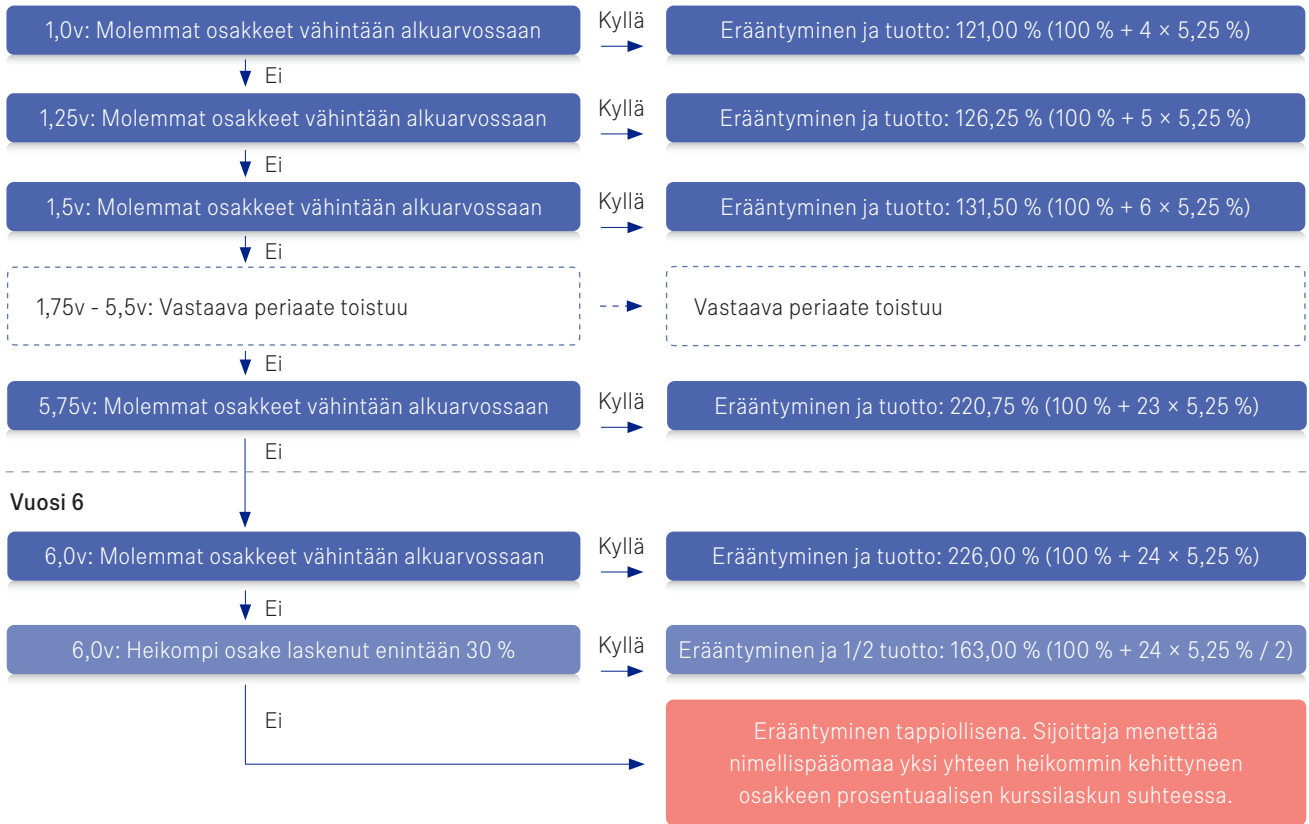 1,0v: Molemmat osakkeet vähintään alkuarvossaan
Kyllä
Erääntyminen ja tuotto: 121,00 % (100 % + 4 × 5,25 %)
Ei
1,25v: Molemmat osakkeet vähintään alkuarvossaan
Kyllä
Erääntyminen ja tuotto: 126,25 % (100 % + 5 × 5,25 %)
Ei
1,5v: Molemmat osakkeet vähintään alkuarvossaan
Kyllä
Erääntyminen ja tuotto: 131,50 % (100 % + 6 × 5,25 %)
Ei
1,75v - 5,5v: Vastaava periaate toistuu
Vastaava periaate toistuu
Ei
5,75v: Molemmat osakkeet vähintään alkuarvossaan
Kyllä
Erääntyminen ja tuotto: 220,75 % (100 % + 23 × 5,25 %)
Ei
Vuosi 6
6,0v: Molemmat osakkeet vähintään alkuarvossaan
Kyllä
Erääntyminen ja tuotto: 226,00 % (100 % + 24 × 5,25 %)
Ei
6,0v: Heikompi osake laskenut enintään 30 %
Kyllä
Erääntyminen ja 1/2 tuotto: 163,00 % (100 % + 24 × 5,25 % / 2)
Ei
Erääntyminen tappiollisena. Sijoittaja menettää
nimellispääomaa yksi yhteen heikommin kehittyneen
osakkeen prosentuaalisen kurssilaskun suhteessa.